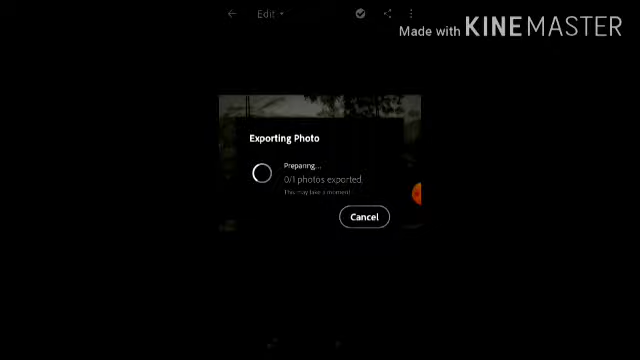 Edit
Made with KINEMASTER
Exporting Photo
Preparing...
0/1 photos exported.
This may take a moment.
Cancel